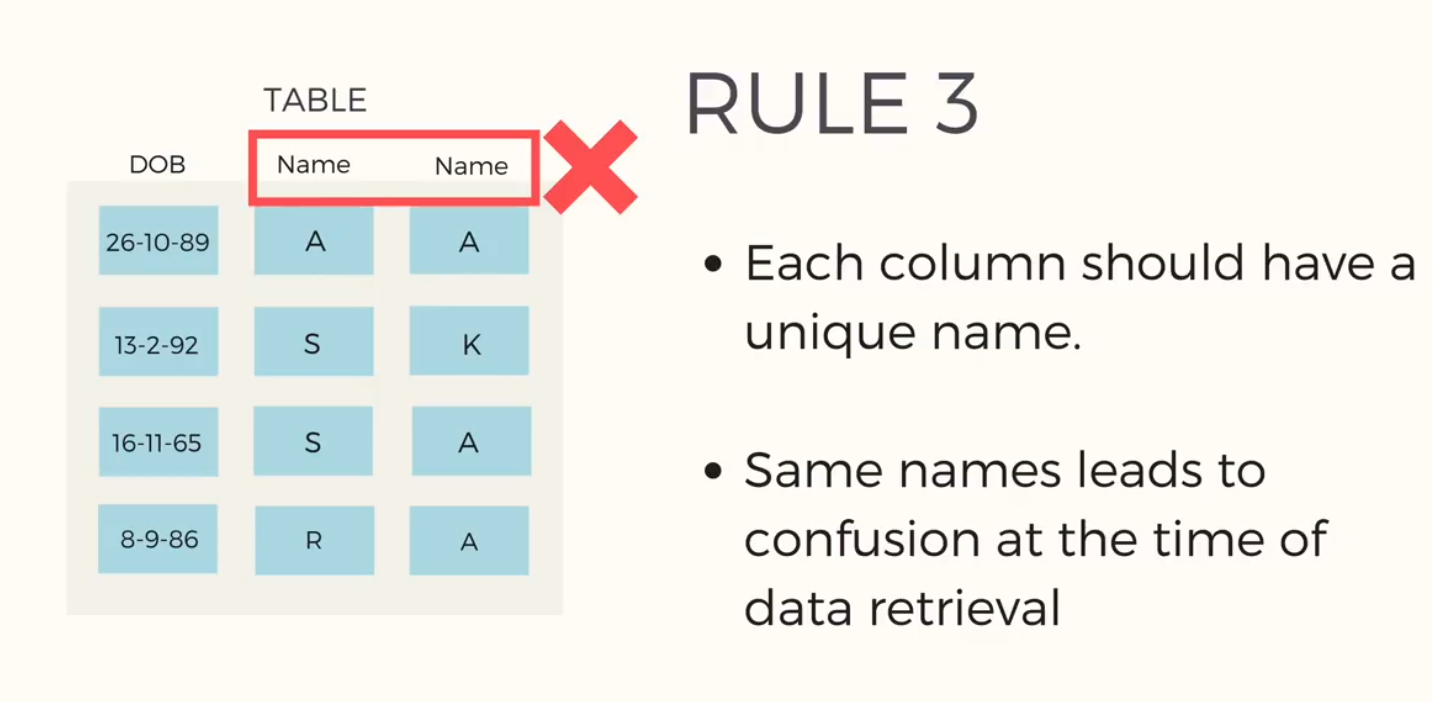 TABLE
DOB Name Name
26-10-89 A A
13-2-92 S K
16-11-65 S A
8-9-86 R A
RULE 3
• Each column should have a
unique name.
• Same names leads to
confusion at the time of
data retrieval